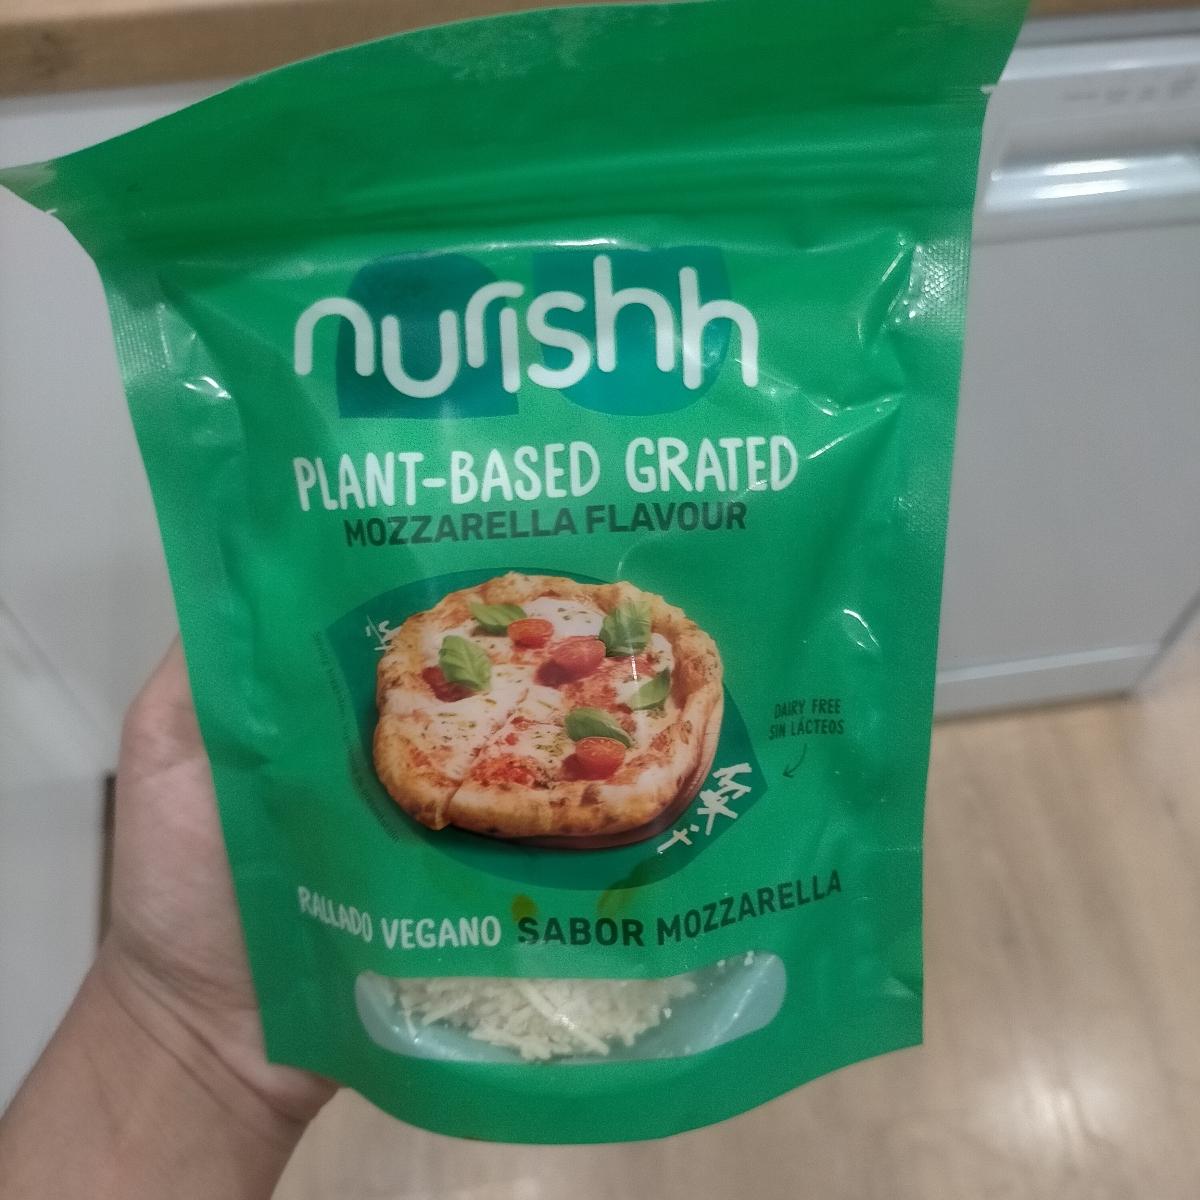 nurishh
PLANT-BASED GRATED
MOZZARELLA FLAVOUR
DAIRY FREE
SIN LÁCTEOS
RALLADO VEGANO SABOR MOZZARELLA